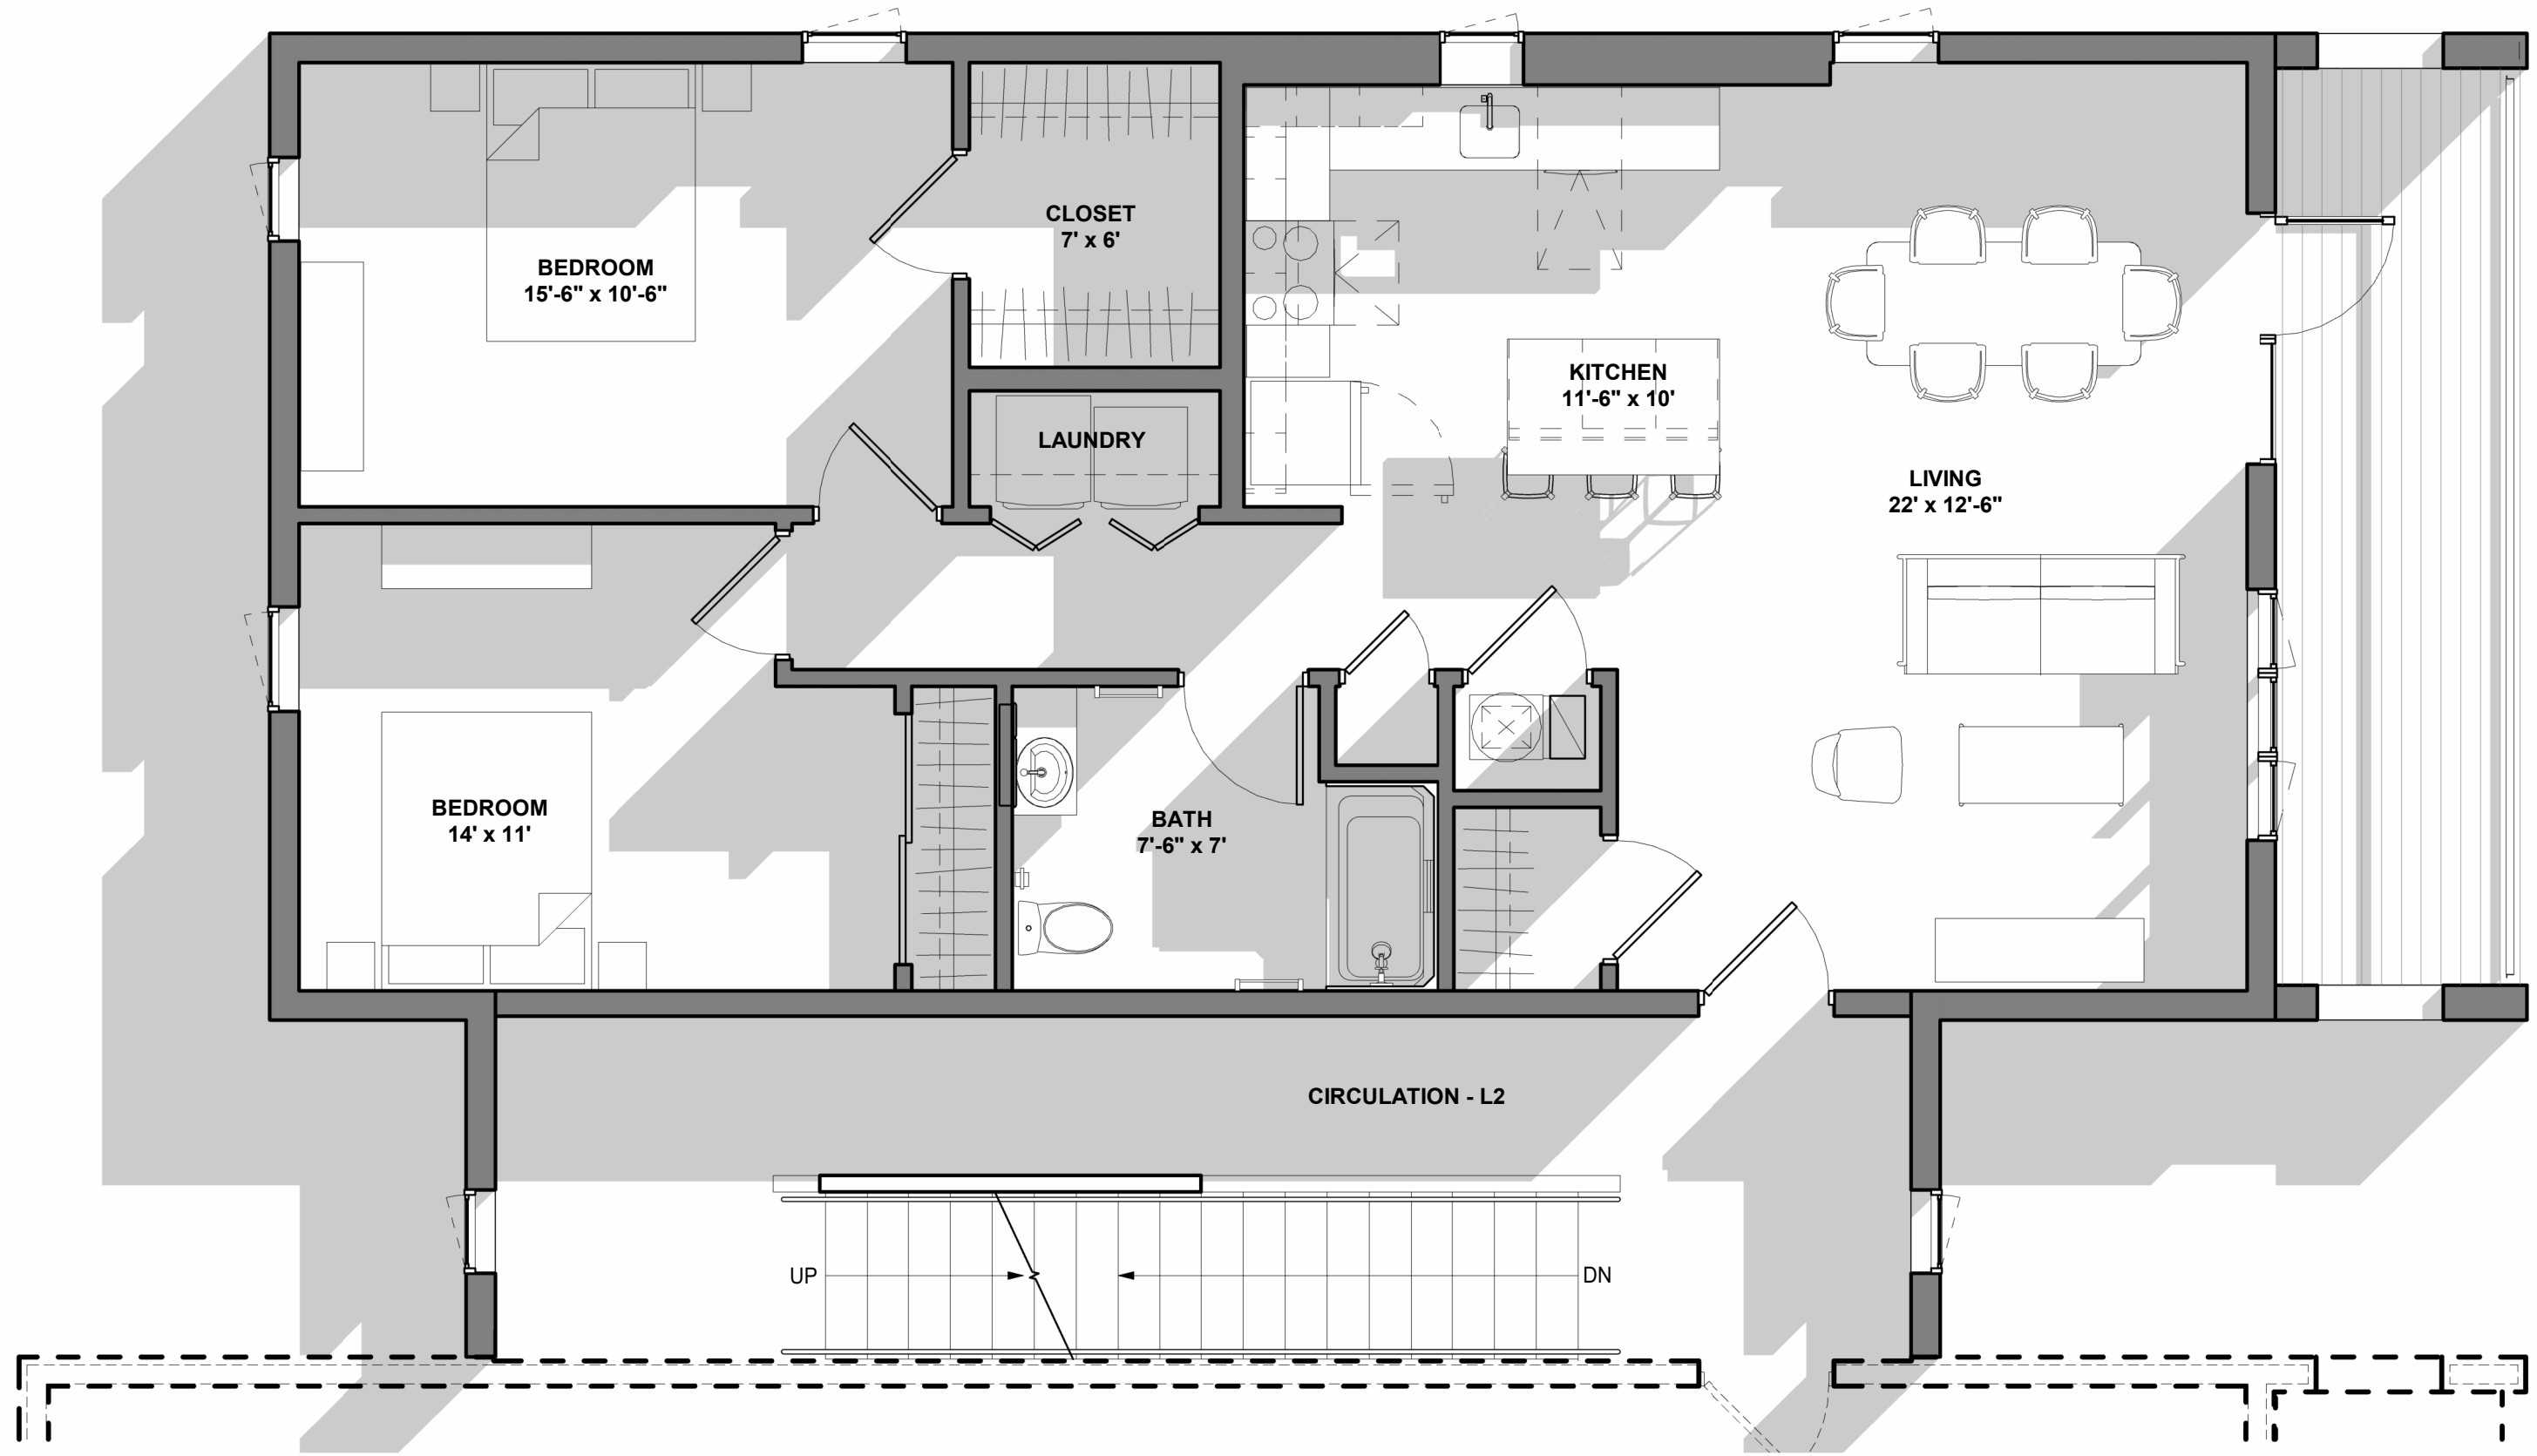 CLOSET
7' x 6'
BEDROOM
15'-6" x 10'-6"
KITCHEN
11'-6" x 10'
LAUNDRY
LIVING
22' x 12'-6"
BEDROOM
14' x 11'
BATH
7'-6" x 7'
CIRCULATION - L2
UP
DN